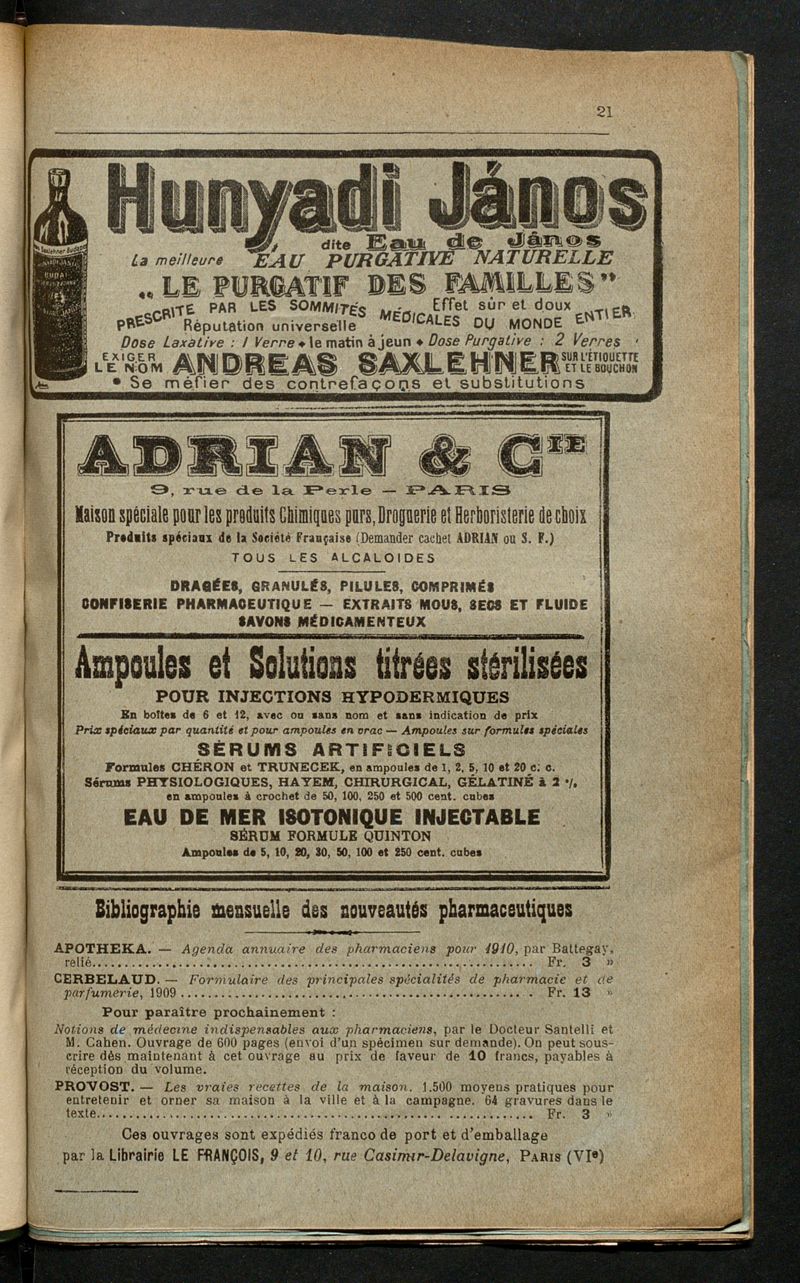 21
Hunyadi János
dite Eau de Jânos
La meilleure EAU PURGATIVE NATURELLE
„ LE PURGATIF DES FAMILLES”
PRESCRITE PAR LES SOMMITÉS MÉDICALES DU MONDE ENTIER
Effet sûr et doux
Réputation universelle
Dose Laxative : 1 Verre ◆ le matin à jeun ◆ Dose Purgative : 2 Verres
EXIGER LE NOM ANDREAS SAXLEHNER SUR L'ÉTIQUETTE ET LE BOUCHON
• Se méfier des contrefaçons et substitutions
ADRIAN & CIE
9, rue de la Perle — PARIS
Maison spéciale pour les produits Chimiques purs, Droguerie et Herboristerie de choix
Produits spéciaux de la Société Française (Demander cachet ADRIAN ou S. F.)
TOUS LES ALCALOIDES
DRAGÉES, GRANULÉS, PILULES, COMPRIMÉS
CONFISERIE PHARMACEUTIQUE — EXTRAITS MOUS, SECS ET FLUIDE
SAVONS MÉDICAMENTEUX
Ampoules et Solutions titrées stérilisées
POUR INJECTIONS HYPODERMIQUES
En boîtes de 6 et 12, avec ou sans nom et sans indication de prix
Prix spéciaux par quantité et pour ampoules en vrac — Ampoules sur formules spéciales
SÉRUMS ARTIFICIELS
Formules CHÉRON et TRUNECEK, en ampoules de 1, 2, 5, 10 et 20 c. c.
Sérums PHYSIOLOGIQUES, HAYEM, CHIRURGICAL, GÉLATINÉ à 2 %
en ampoules à crochet de 50, 100, 250 et 500 cent. cubes
EAU DE MER ISOTONIQUE INJECTABLE
SÉRUM FORMULE QUINTON
Ampoules de 5, 10, 20, 30, 50, 100 et 250 cent. cubes
Bibliographie mensuelle des nouveautés pharmaceutiques
APOTHEKA. — Agenda annuaire des pharmaciens pour 1910, par Battegay,
relié.......... Fr. 3 »
CERBELAUD. — Formulaire des principales spécialités de pharmacie et de
parfumerie, 1909 .......... Fr. 13 »
Pour paraître prochainement :
Notions de médecine indispensables aux pharmaciens, par le Docteur Santelli et
M. Cahen. Ouvrage de 600 pages (envoi d'un spécimen sur demande). On peut sous-
crire dès maintenant à cet ouvrage au prix de faveur de 10 francs, payables à
réception du volume.
PROVOST. — Les vraies recettes de la maison. 1.500 moyens pratiques pour
entretenir et orner sa maison à la ville et à la campagne. 64 gravures dans le
texte.......... Fr. 3 »
Ces ouvrages sont expédiés franco de port et d'emballage
par la Librairie LE FRANÇOIS, 9 et 10, rue Casimir-Delavigne, PARIS (VIe)